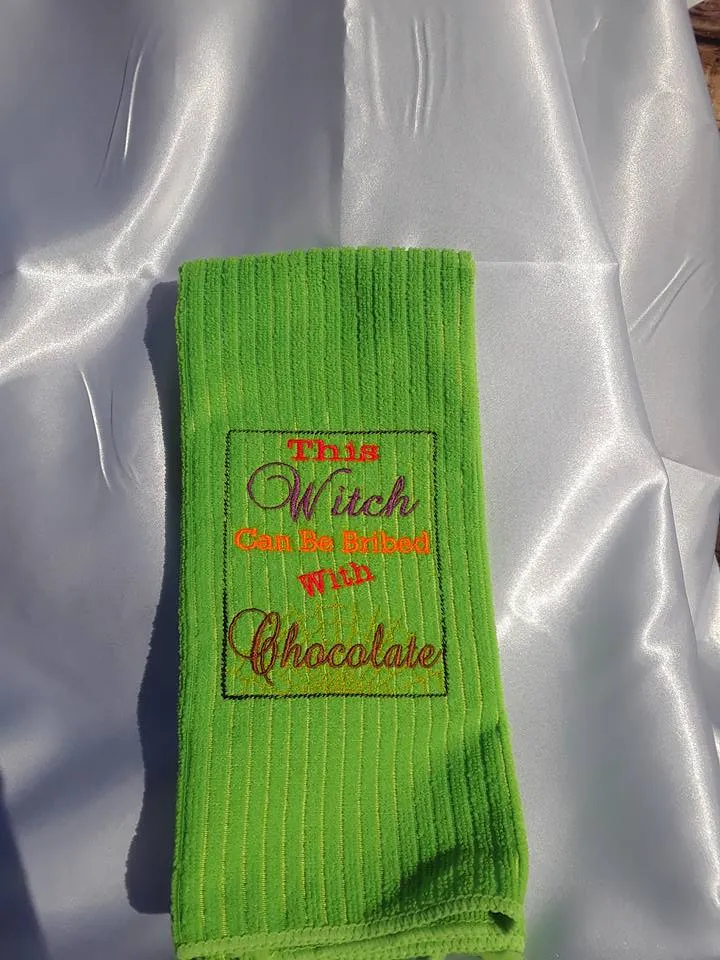 This
Witch
Can Be Bribed
With
Chocolate